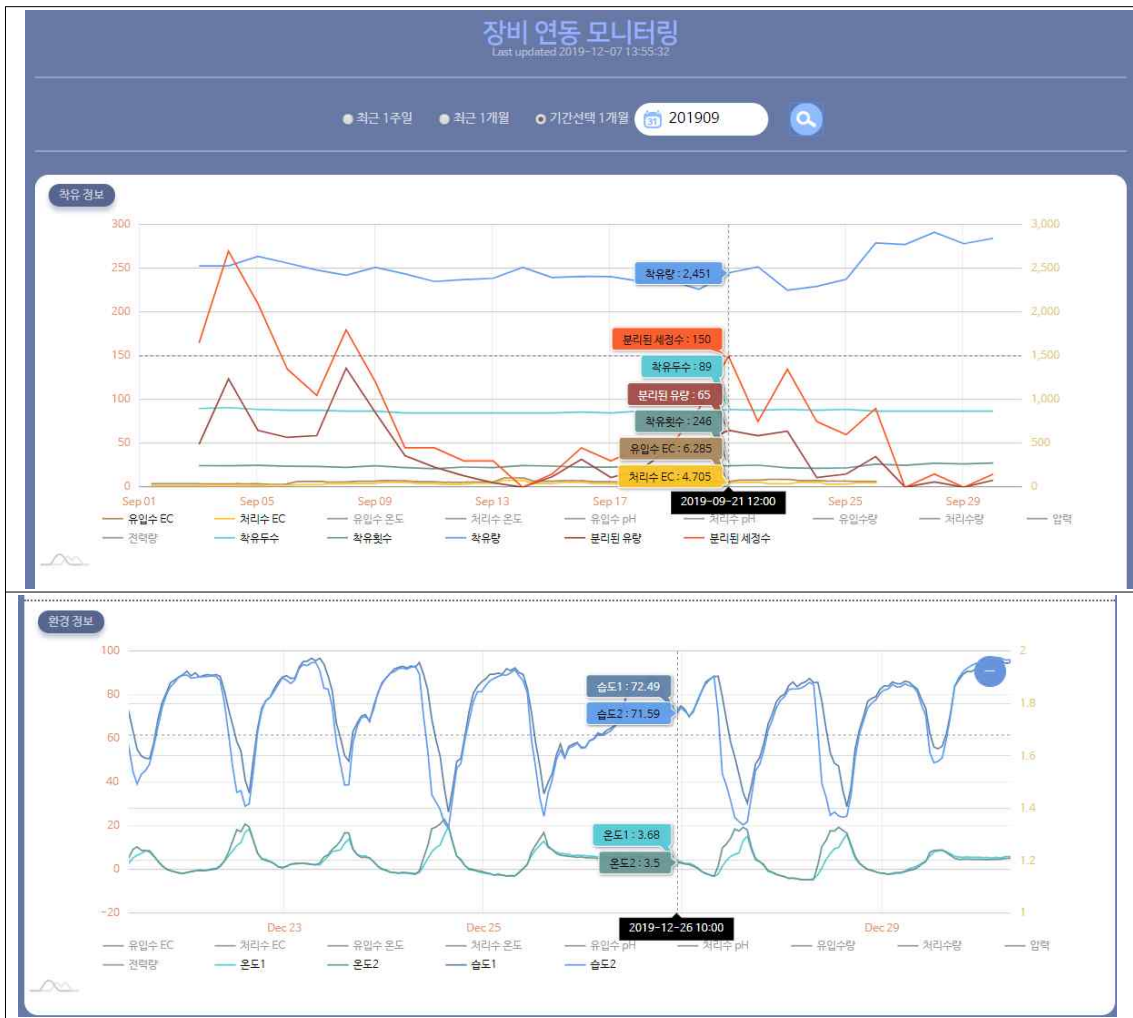 장비 연동 모니터링
Last updated 2019-12-07 13:55:32
최근 1주일 최근 1개월 기간선택 1개월 31 201909
착유 정보
300 3,000
250 2,500
200 2,000
150 1,500
100 1,000
50 500
0 0
착유량 : 2,451
분리된 세정수 : 150
착유두수 : 89
분리된 유량 : 65
착유횟수 : 246
유입수 EC : 6.285
처리수 EC : 4.705
Sep 01 Sep 05 Sep 09 Sep 13 Sep 17 2019-09-21 12:00 Sep 25 Sep 29
유입수 EC 처리수 EC 유입수 온도 처리수 온도 유입수 pH 처리수 pH 유입수량 처리수량 압력
전력량 착유두수 착유횟수 착유량 분리된 유량 분리된 세정수
환경 정보
100 2
80 1.8
60 1.6
40 1.4
20 1.2
0
-20 1
습도1 : 72.49
습도2 : 71.59
온도1 : 3.68
온도2 : 3.5
Dec 23 Dec 25 2019-12-26 10:00 Dec 29
유입수 EC 처리수 EC 유입수 온도 처리수 온도 유입수 pH 처리수 pH 유입수량 처리수량 압력
전력량 온도1 온도2 습도1 습도2